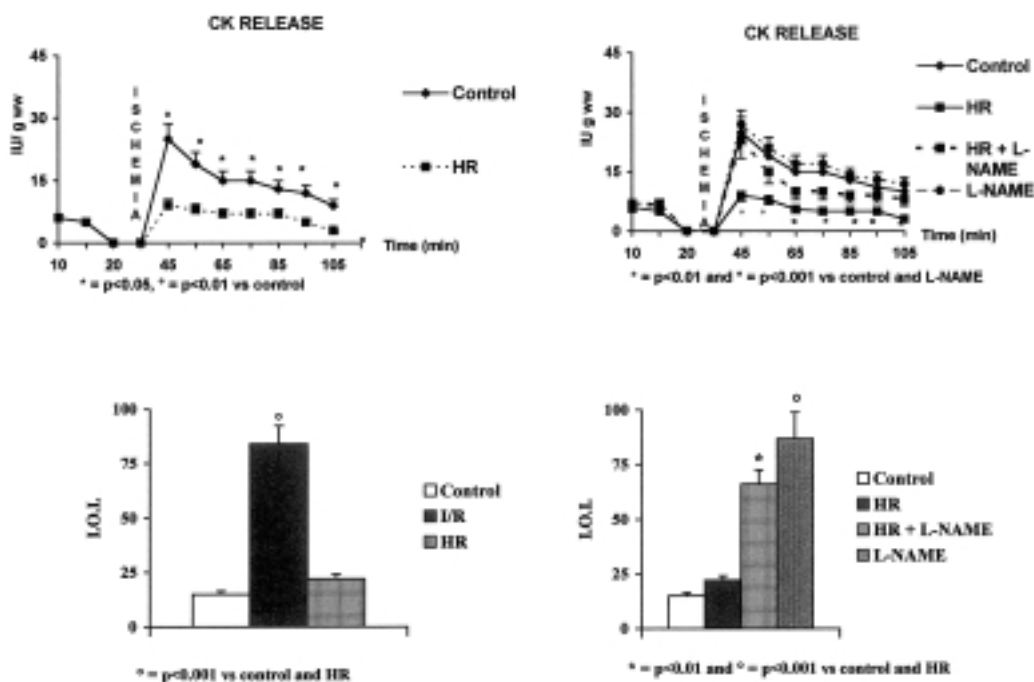 CK RELEASE
45
30
15
0
IU/ g ww
ISCHEMIA
* * * * * * *
Control
HR
10 20 45 65 85 105
Time (min)
* = p<0.05, * = p<0.01 vs control
CK RELEASE
45
30
15
0
IU g ww
ISCHEMIA
Control
HR
HR + L-
NAME
L-NAME
10 20 45 65 85 105
Time (min)
* = p<0.01 and * = p<0.001 vs control and L-NAME
100
75
50
25
0
I.O.I.
°
Control
I/R
HR
° = p<0.001 vs control and HR
100
75
50
25
0
I.O.I.
* °
Control
HR
HR + L-NAME
L-NAME
* = p<0.01 and ° = p<0.001 vs control and HR